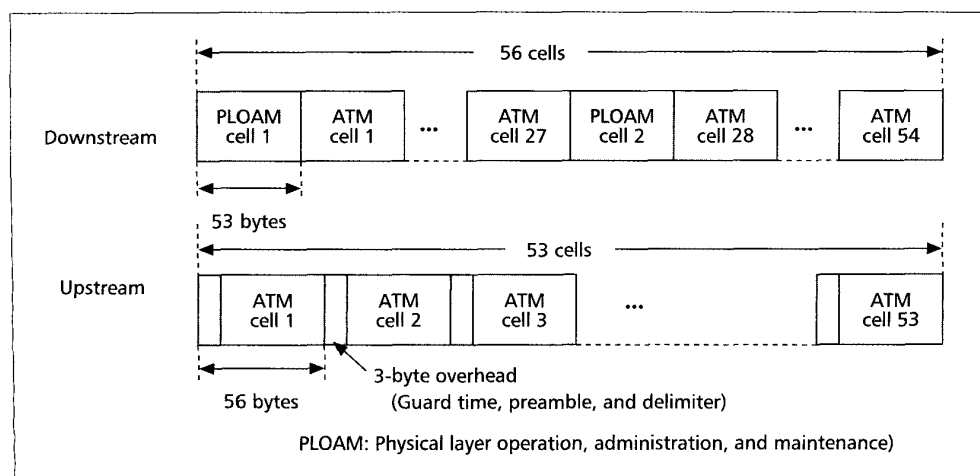 56 cells
Downstream
PLOAM cell 1
ATM cell 1
...
ATM cell 27
PLOAM cell 2
ATM cell 28
...
ATM cell 54
53 bytes
53 cells
Upstream
ATM cell 1
ATM cell 2
ATM cell 3
...
ATM cell 53
56 bytes
3-byte overhead
(Guard time, preamble, and delimiter)
PLOAM: Physical layer operation, administration, and maintenance)